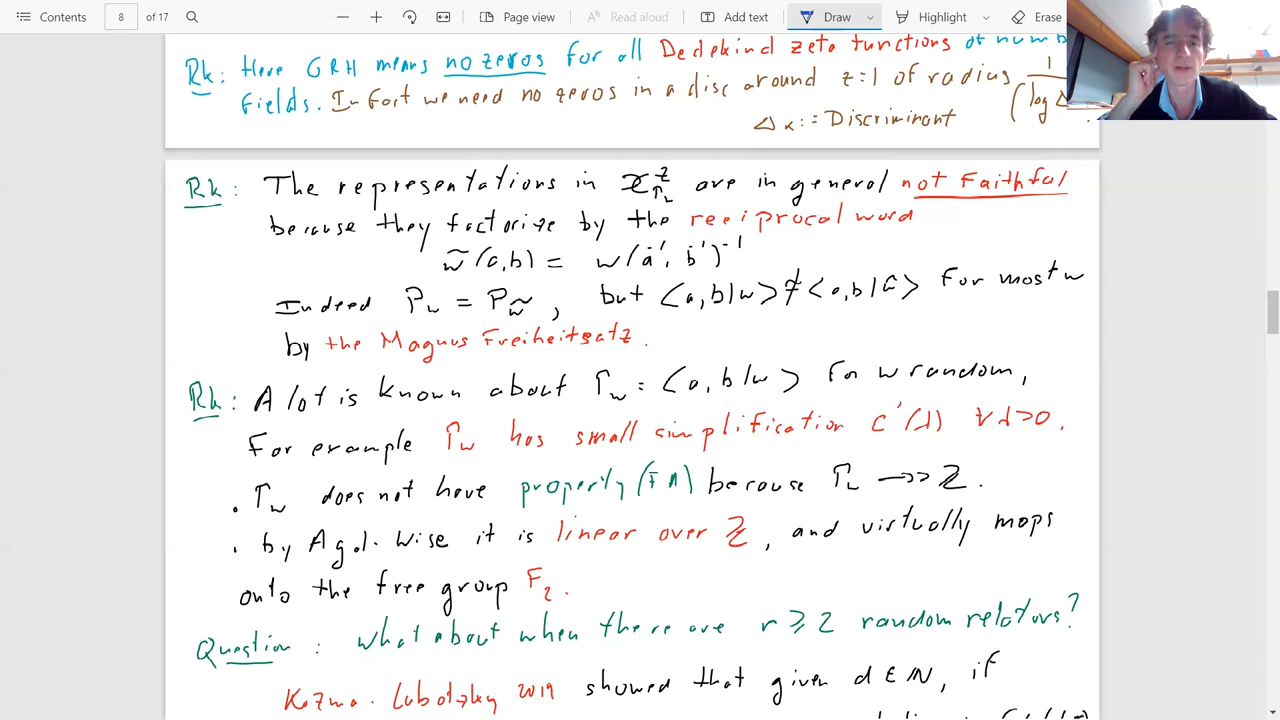 Contents
8 of 17
Page view
Read aloud
Add text
Draw
Highlight
Erase
Rk: Here GRH means no zeros for all Dedekind zeta functions of numb
fields. In fact we need no zeros in a disc around z=1 of radius 1
(log Δ
Δ_K := Discriminant
Rk: The representations in X^Z_{Γ_w} are in general not faithful
because they factorise by the reciprocal word
w̃(a,b) = w(a⁻¹, b⁻¹)⁻¹
Indeed P_w = P_w̃, but <a,b|w> ≄ <a,b|w̃> for most w
by the Magnus Freiheitssatz.
Rk: A lot is known about Γ_w = <a,b|w> for w random,
For example Γ_w has small simplification C'(λ) ∀λ>0.
. Γ_w does not have property (FA) because Γ_w ->> Z.
. by Agol-Wise it is linear over Z, and virtually maps
onto the free group F_2.
Question: What about when there are r ≥ 2 random relators?
Kozma-Lubotzky 2019 showed that given d ∈ N, if